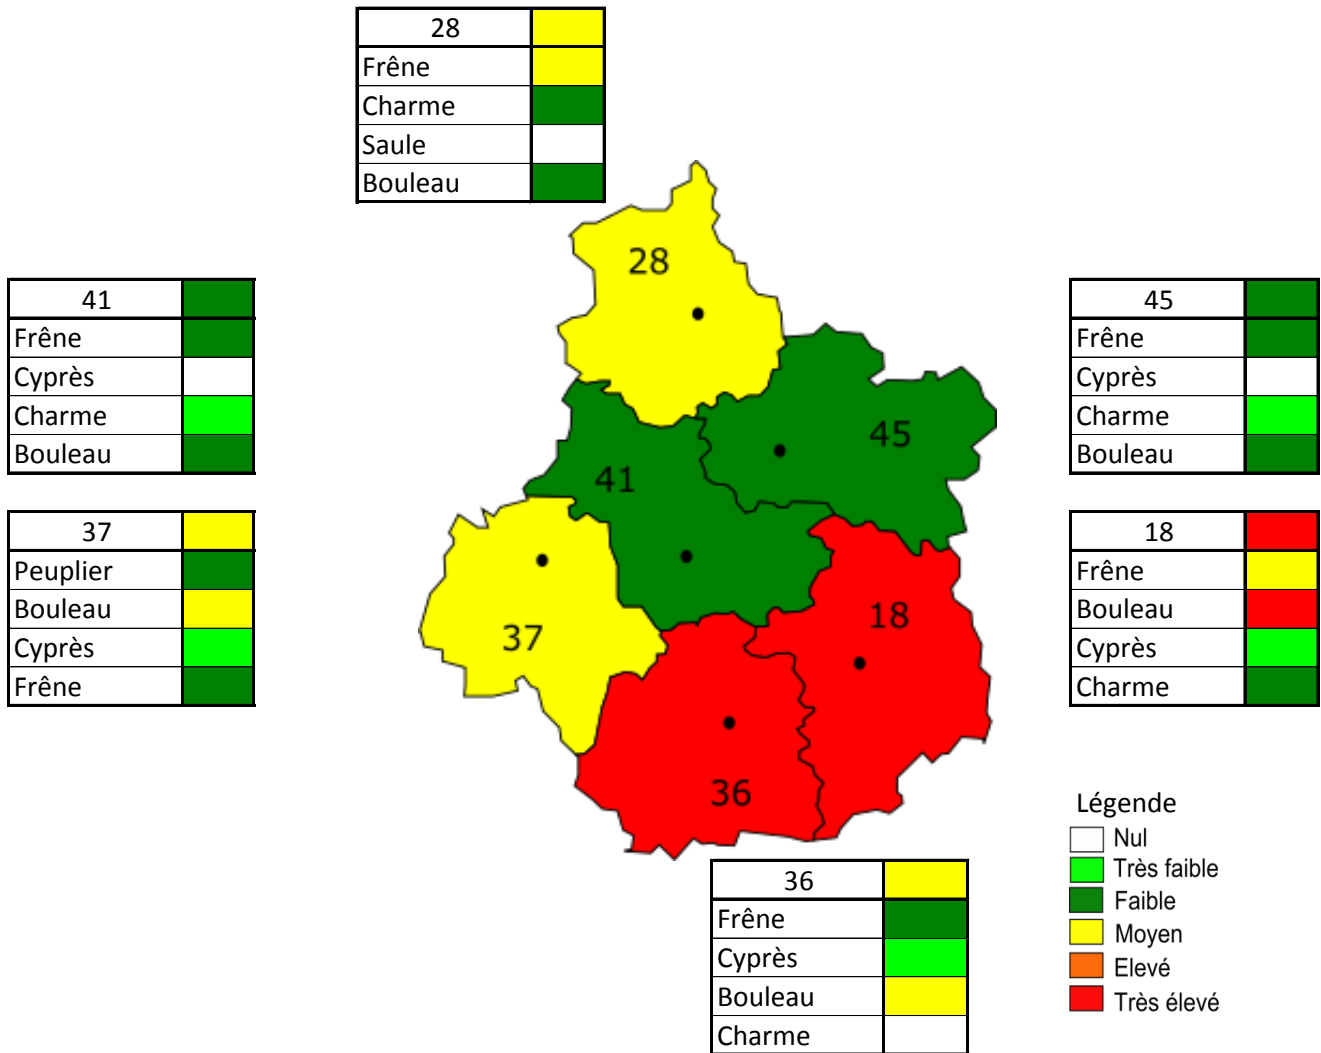 28
Frêne
Charme
Saule
Bouleau
28
41
Frêne
Cyprès
Charme
Bouleau
45
Frêne
Cyprès
Charme
Bouleau
45
41
37
Peuplier
Bouleau
Cyprès
Frêne
18
Frêne
Bouleau
Cyprès
Charme
18
37
36
36
Frêne
Cyprès
Bouleau
Charme
Légende
Nul
Très faible
Faible
Moyen
Elevé
Très élevé